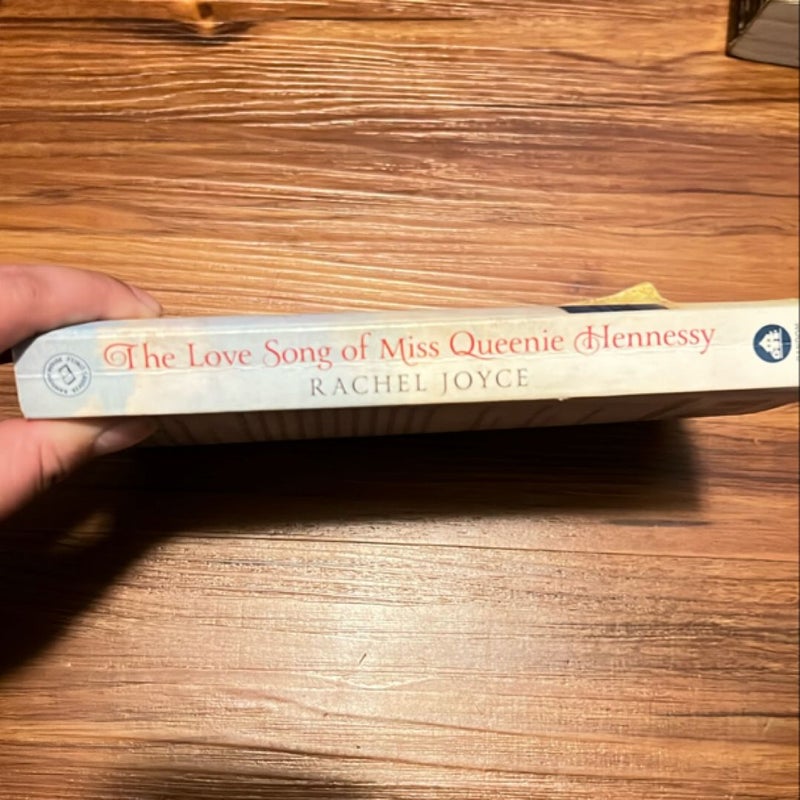 The Love Song of Miss Queenie Hennessy
RACHEL JOYCE